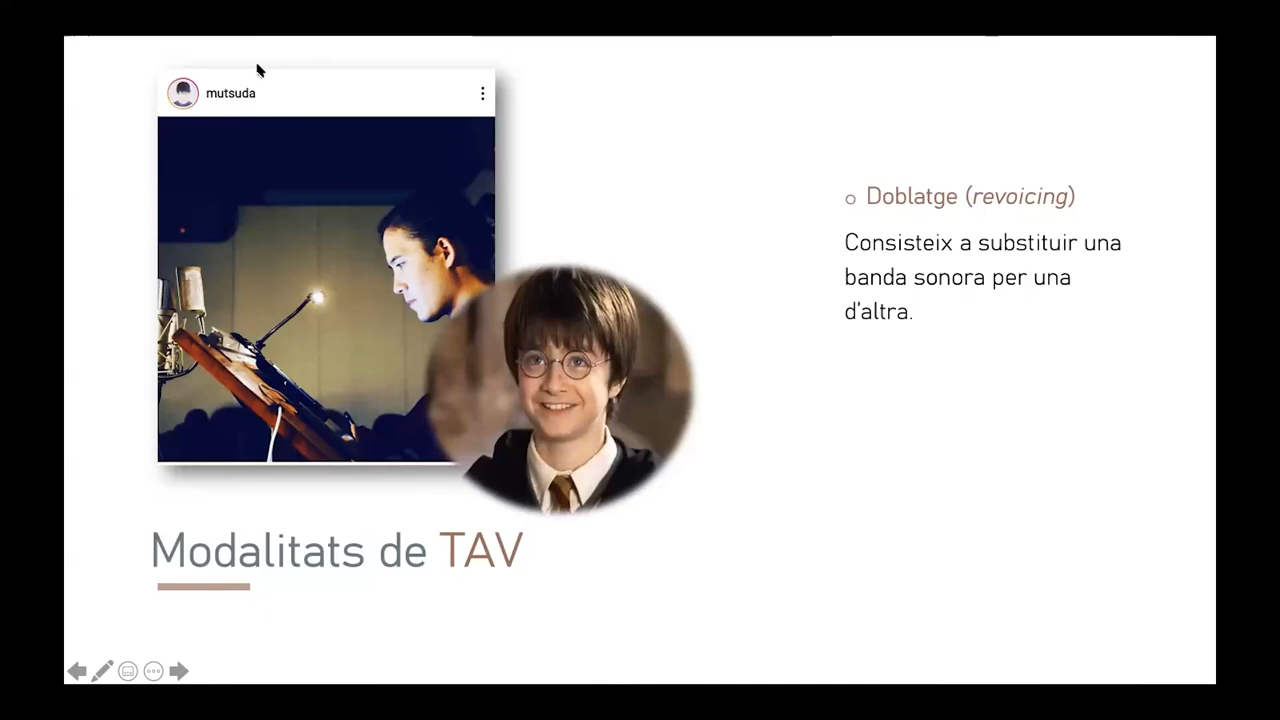 mutsuda
Doblatge (revoicing)
Consisteix a substituir una
banda sonora per una
d'altra.
Modalitats de TAV